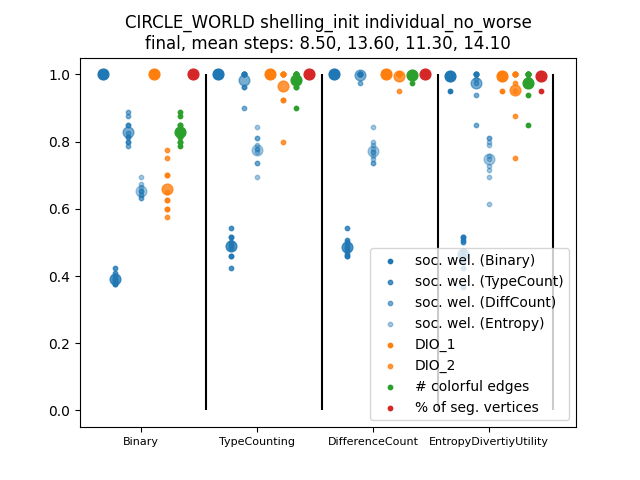 CIRCLE_WORLD shelling_init individual_no_worse
final, mean steps: 8.50, 13.60, 11.30, 14.10
1.0
0.8
0.6
0.4
0.2
0.0
soc. wel. (Binary)
soc. wel. (TypeCount)
soc. wel. (DiffCount)
soc. wel. (Entropy)
DIO_1
DIO_2
# colorful edges
% of seg. vertices
Binary
TypeCounting
DifferenceCount
EntropyDivertiyUtility